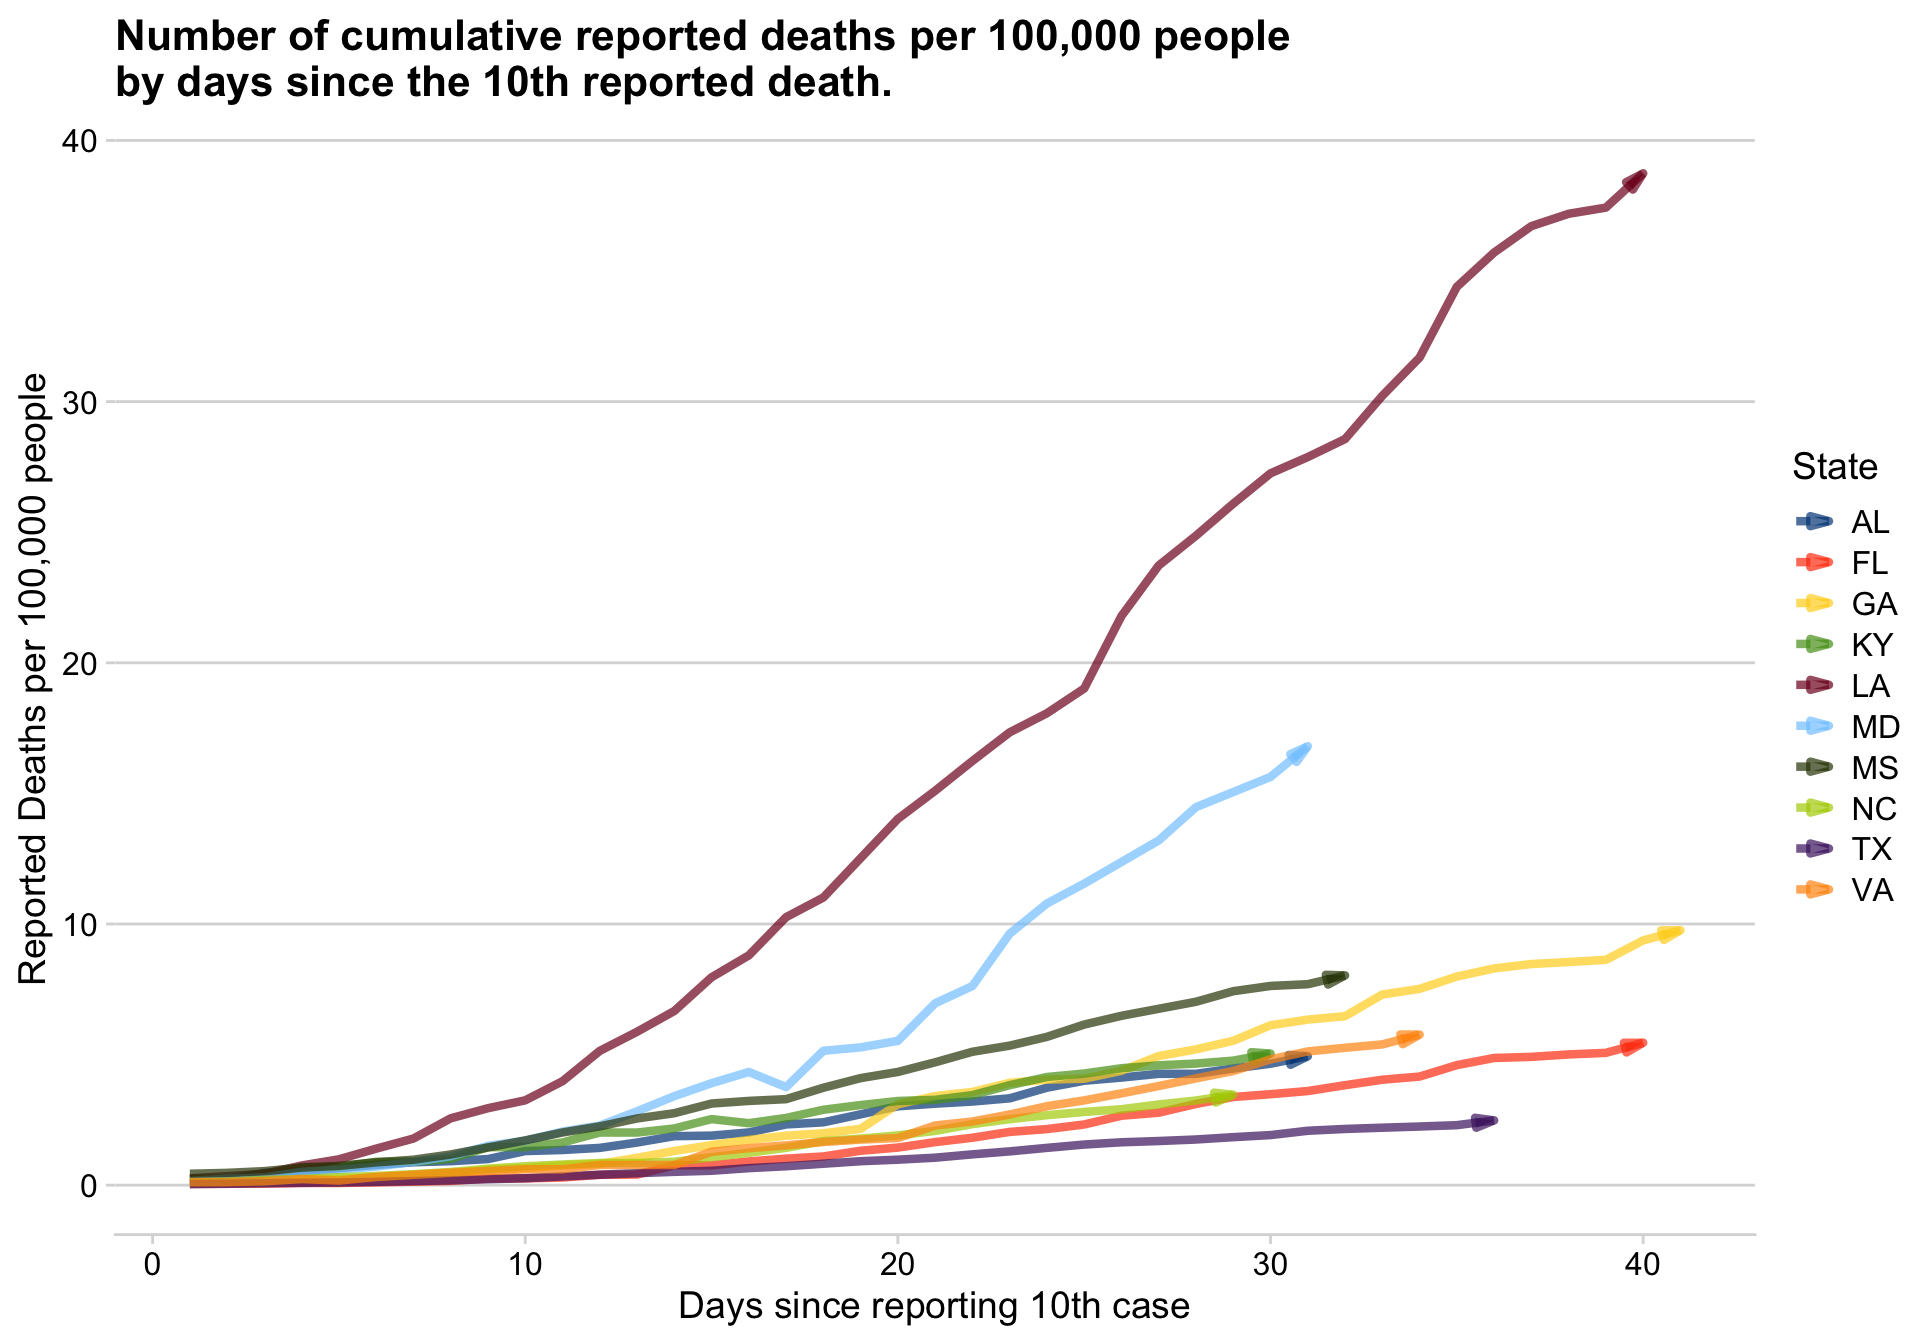 Number of cumulative reported deaths per 100,000 people
by days since the 10th reported death.
40
30
20
10
0
Reported Deaths per 100,000 people
0 10 20 30 40
Days since reporting 10th case
State
AL
FL
GA
KY
LA
MD
MS
NC
TX
VA